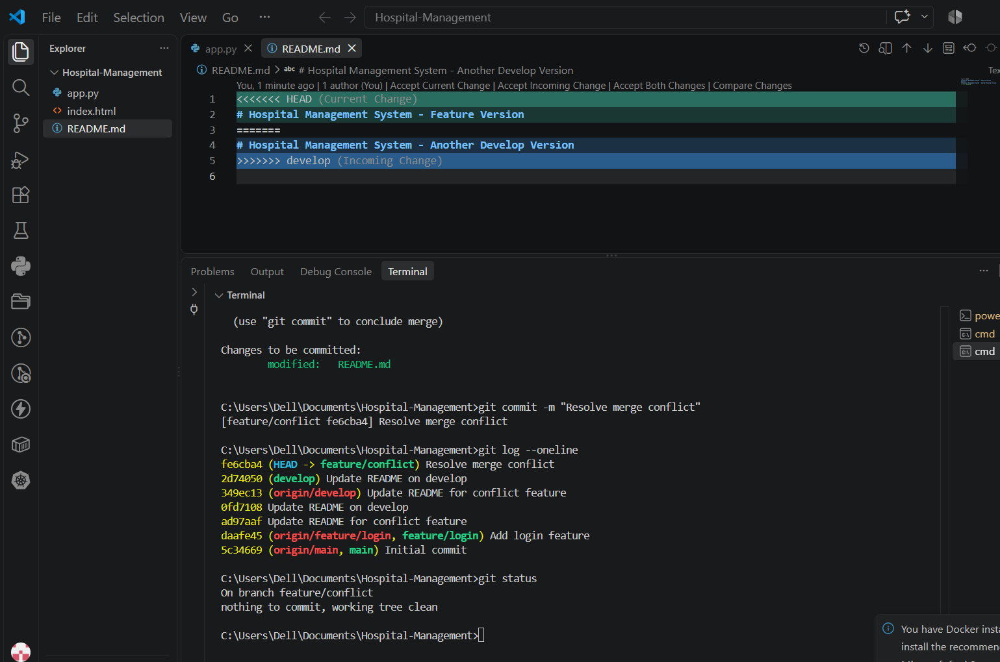 File Edit Selection View Go ···
Hospital-Management
Explorer ···
Hospital-Management
app.py
index.html
README.md
app.py
README.md
README.md > abc # Hospital Management System - Another Develop Version
You, 1 minute ago | 1 author (You) | Accept Current Change | Accept Incoming Change | Accept Both Changes | Compare Changes
1 <<<<<<< HEAD (Current Change)
2 # Hospital Management System - Feature Version
3 =======
4 # Hospital Management System - Another Develop Version
5 >>>>>>> develop (Incoming Change)
6
Problems Output Debug Console Terminal ···
Terminal
(use "git commit" to conclude merge)
Changes to be committed:
modified: README.md
C:\Users\Dell\Documents\Hospital-Management>git commit -m "Resolve merge conflict"
[feature/conflict fe6cba4] Resolve merge conflict
C:\Users\Dell\Documents\Hospital-Management>git log --oneline
fe6cba4 (HEAD -> feature/conflict) Resolve merge conflict
2d74050 (develop) Update README on develop
349ec13 (origin/develop) Update README for conflict feature
0fd7108 Update README on develop
ad97aaf Update README for conflict feature
daafe45 (origin/feature/login, feature/login) Add login feature
5c34669 (origin/main, main) Initial commit
C:\Users\Dell\Documents\Hospital-Management>git status
On branch feature/conflict
nothing to commit, working tree clean
C:\Users\Dell\Documents\Hospital-Management>
powe
cmd
cmd
You have Docker insta
install the recommen